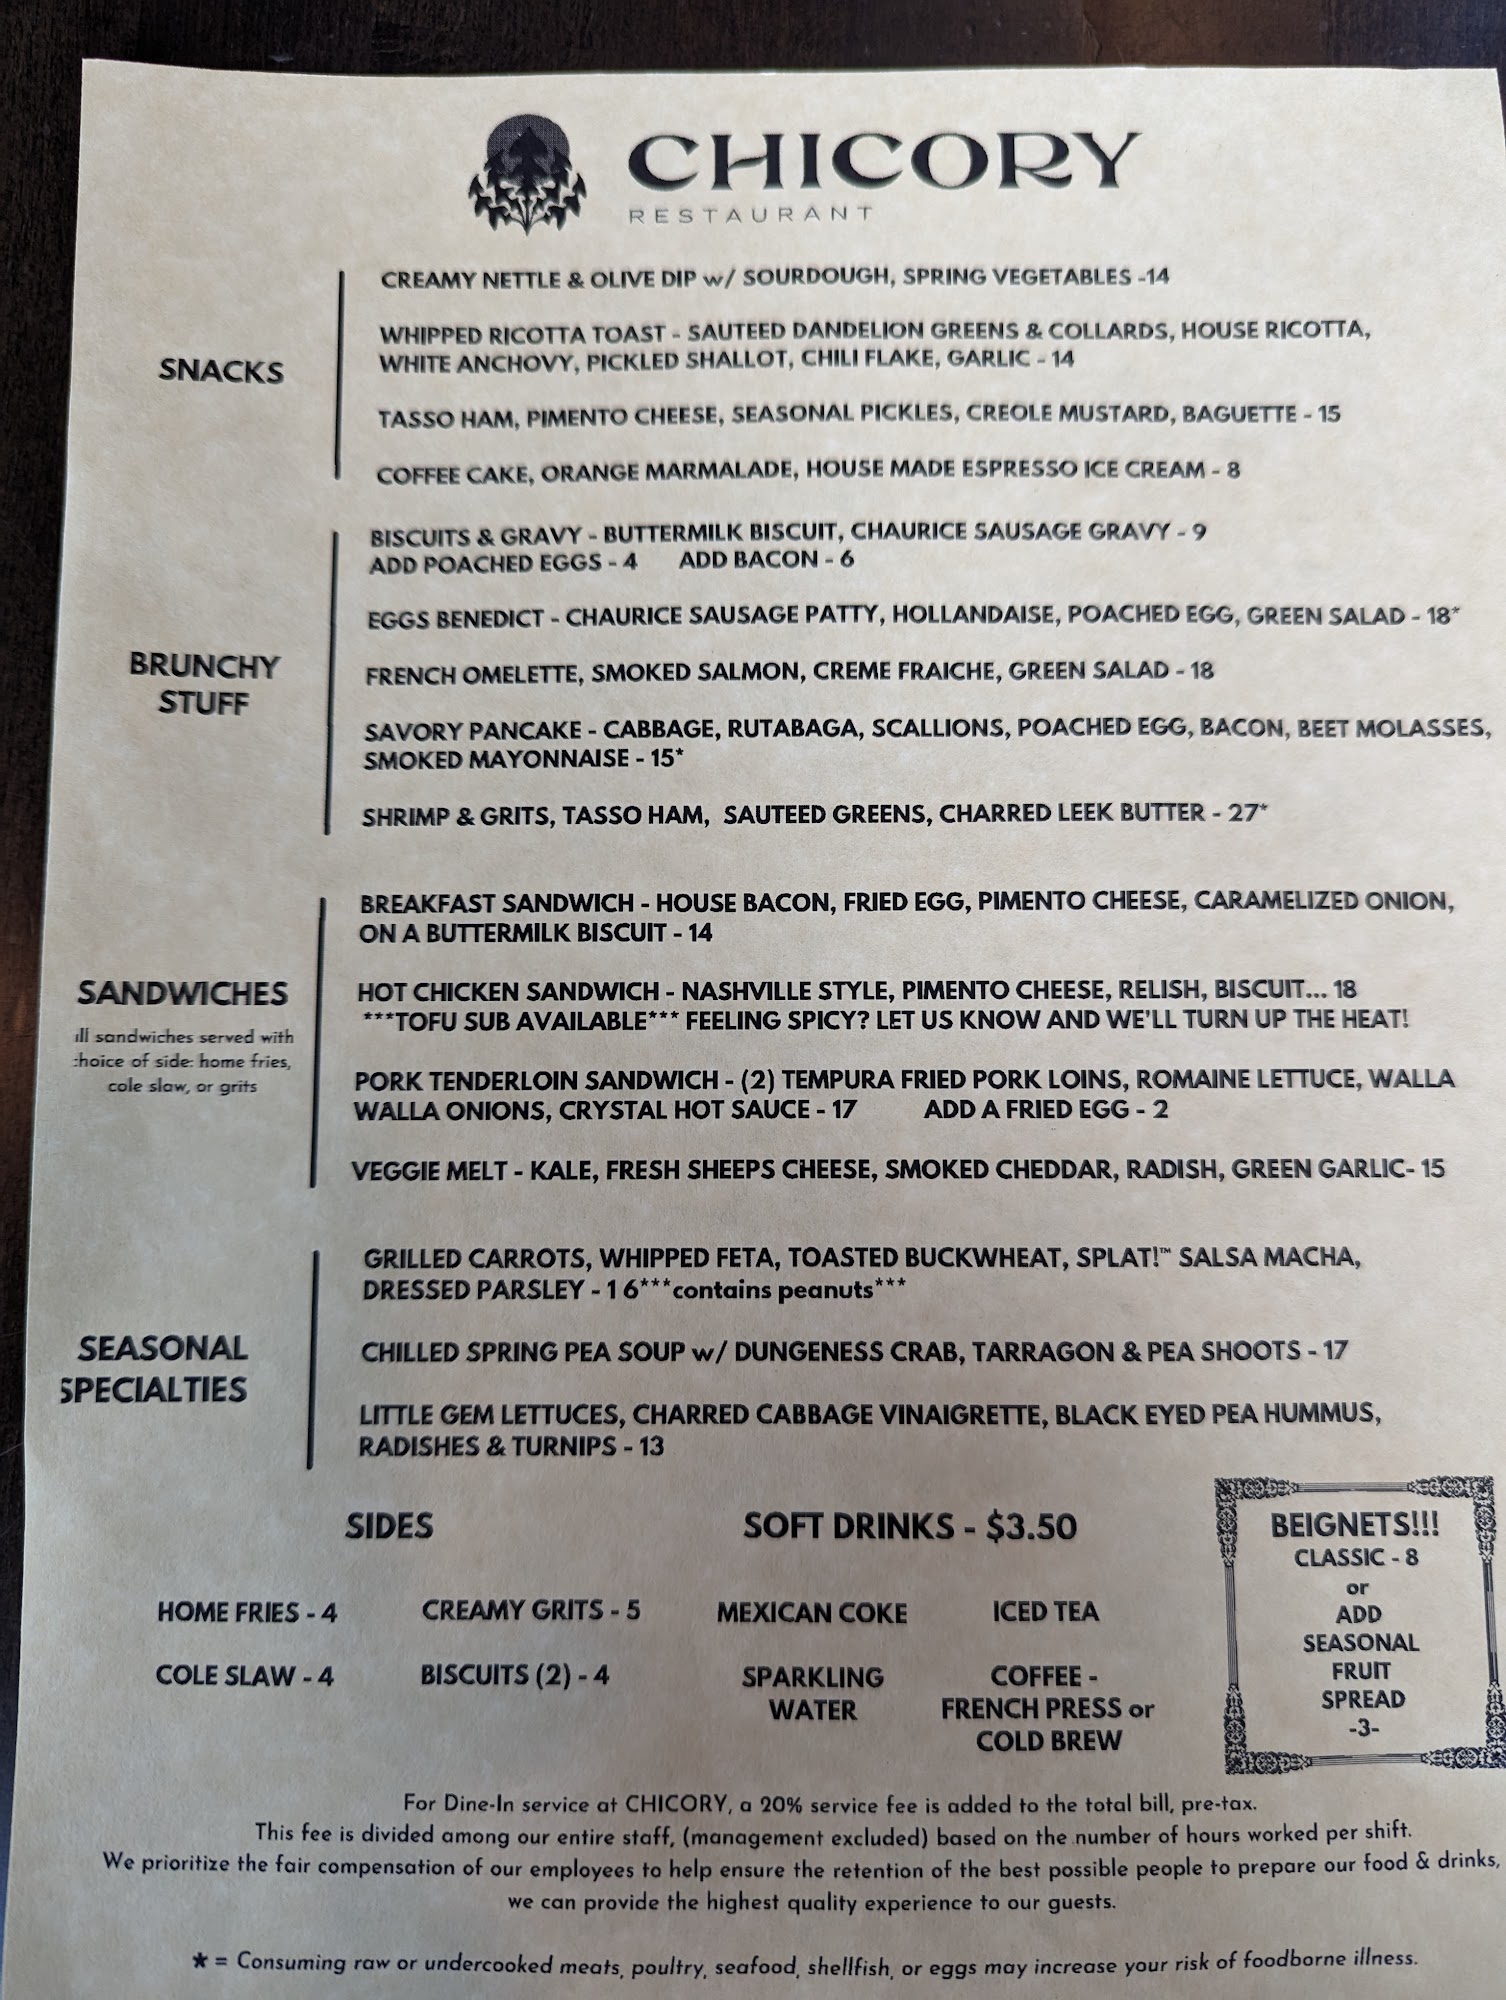 CHICORY
RESTAURANT
SNACKS
CREAMY NETTLE & OLIVE DIP w/ SOURDOUGH, SPRING VEGETABLES -14
WHIPPED RICOTTA TOAST - SAUTEED DANDELION GREENS & COLLARDS, HOUSE RICOTTA,
WHITE ANCHOVY, PICKLED SHALLOT, CHILI FLAKE, GARLIC - 14
TASSO HAM, PIMENTO CHEESE, SEASONAL PICKLES, CREOLE MUSTARD, BAGUETTE - 15
COFFEE CAKE, ORANGE MARMALADE, HOUSE MADE ESPRESSO ICE CREAM - 8
BRUNCHY
STUFF
BISCUITS & GRAVY - BUTTERMILK BISCUIT, CHAURICE SAUSAGE GRAVY - 9
ADD POACHED EGGS - 4 ADD BACON - 6
EGGS BENEDICT - CHAURICE SAUSAGE PATTY, HOLLANDAISE, POACHED EGG, GREEN SALAD - 18*
FRENCH OMELETTE, SMOKED SALMON, CREME FRAICHE, GREEN SALAD - 18
SAVORY PANCAKE - CABBAGE, RUTABAGA, SCALLIONS, POACHED EGG, BACON, BEET MOLASSES,
SMOKED MAYONNAISE - 15*
SHRIMP & GRITS, TASSO HAM, SAUTEED GREENS, CHARRED LEEK BUTTER - 27*
SANDWICHES
ill sandwiches served with
choice of side: home fries,
cole slaw, or grits
BREAKFAST SANDWICH - HOUSE BACON, FRIED EGG, PIMENTO CHEESE, CARAMELIZED ONION,
ON A BUTTERMILK BISCUIT - 14
HOT CHICKEN SANDWICH - NASHVILLE STYLE, PIMENTO CHEESE, RELISH, BISCUIT... 18
***TOFU SUB AVAILABLE*** FEELING SPICY? LET US KNOW AND WE'LL TURN UP THE HEAT!
PORK TENDERLOIN SANDWICH - (2) TEMPURA FRIED PORK LOINS, ROMAINE LETTUCE, WALLA
WALLA ONIONS, CRYSTAL HOT SAUCE - 17 ADD A FRIED EGG - 2
VEGGIE MELT - KALE, FRESH SHEEPS CHEESE, SMOKED CHEDDAR, RADISH, GREEN GARLIC- 15
SEASONAL
SPECIALTIES
GRILLED CARROTS, WHIPPED FETA, TOASTED BUCKWHEAT, SPLAT!™ SALSA MACHA,
DRESSED PARSLEY - 16***contains peanuts***
CHILLED SPRING PEA SOUP w/ DUNGENESS CRAB, TARRAGON & PEA SHOOTS - 17
LITTLE GEM LETTUCES, CHARRED CABBAGE VINAIGRETTE, BLACK EYED PEA HUMMUS,
RADISHES & TURNIPS - 13
SIDES
HOME FRIES - 4 CREAMY GRITS - 5
COLE SLAW - 4 BISCUITS (2) - 4
SOFT DRINKS - $3.50
MEXICAN COKE ICED TEA
SPARKLING
WATER
COFFEE -
FRENCH PRESS or
COLD BREW
BEIGNETS!!!
CLASSIC - 8
or
ADD
SEASONAL
FRUIT
SPREAD
-3-
For Dine-In service at CHICORY, a 20% service fee is added to the total bill, pre-tax.
This fee is divided among our entire staff, (management excluded) based on the number of hours worked per shift.
We prioritize the fair compensation of our employees to help ensure the retention of the best possible people to prepare our food & drinks,
we can provide the highest quality experience to our guests.
* = Consuming raw or undercooked meats, poultry, seafood, shellfish, or eggs may increase your risk of foodborne illness.